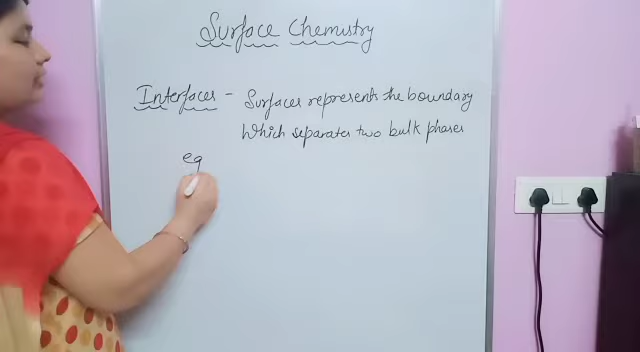 Surface Chemistry
Interfaces - Surfaces represents the boundary
Which separates two bulk phases
eg